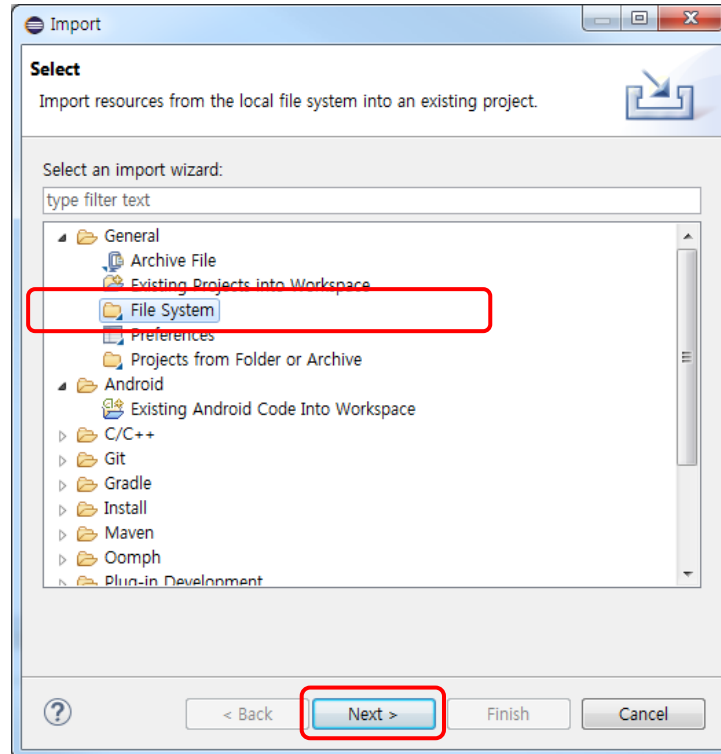 Import
Select
Import resources from the local file system into an existing project.
Select an import wizard:
type filter text
General
Archive File
Existing Projects into Workspace
File System
Preferences
Projects from Folder or Archive
Android
Existing Android Code Into Workspace
C/C++
Git
Gradle
Install
Maven
Oomph
Plug-in Development
? < Back Next > Finish Cancel